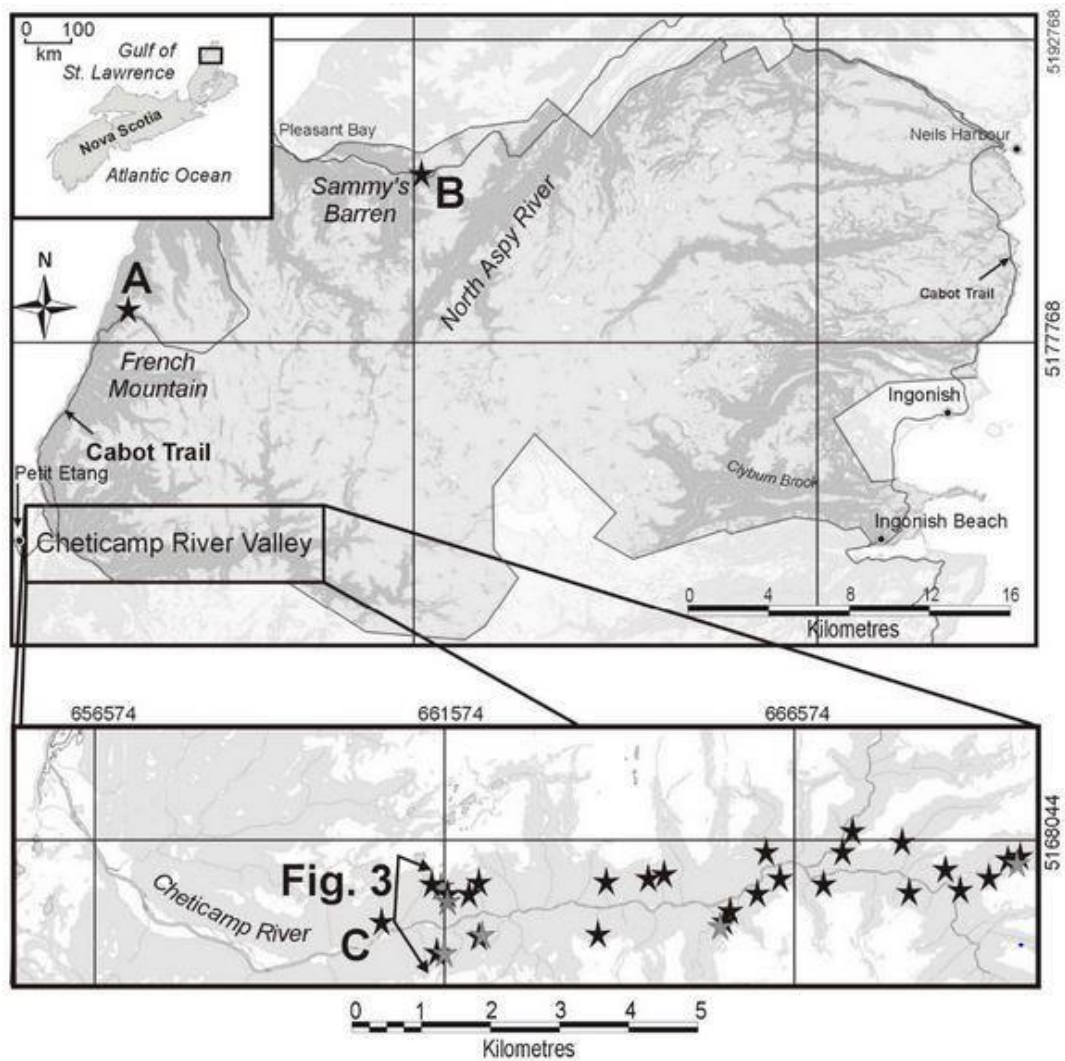 0 100
km
Gulf of
St. Lawrence
Nova Scotia
Atlantic Ocean
5192768
Pleasant Bay
Neils Harbour
Sammy's
Barren
B
North Aspy River
N
A
Cabot Trail
French
Mountain
5177768
Ingonish
Cabot Trail
Petit Etang
Clyburn Brook
Ingonish Beach
Cheticamp River Valley
0 4 8 12 16
Kilometres
656574 661574 666574
5168044
Fig. 3
Cheticamp River
C
0 1 2 3 4 5
Kilometres